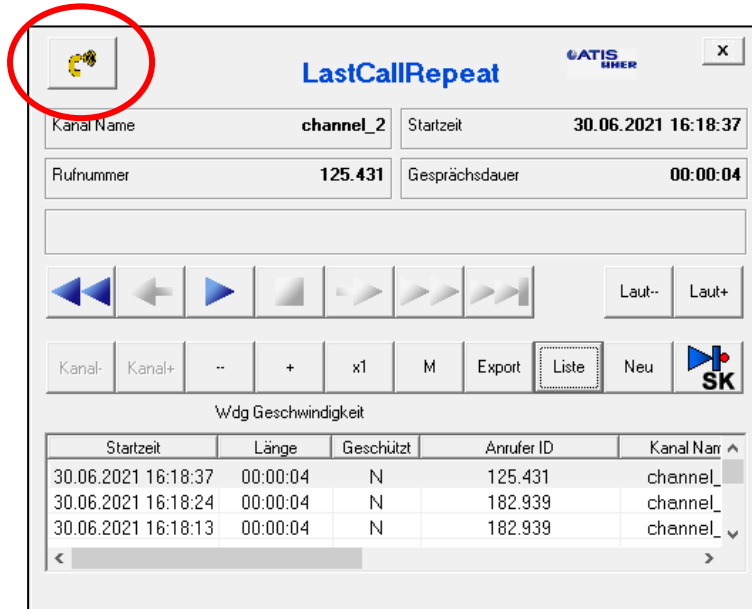 LastCallRepeat
ATIS
UHER
x
Kanal Name channel_2 Startzeit 30.06.2021 16:18:37
Rufnummer 125.431 Gesprächsdauer 00:00:04
Laut-- Laut+
Kanal- Kanal+ -- + x1 M Export Liste Neu SK
Wdg Geschwindigkeit
Startzeit Länge Geschützt Anrufer ID Kanal Nam
30.06.2021 16:18:37 00:00:04 N 125.431 channel_
30.06.2021 16:18:24 00:00:04 N 182.939 channel_
30.06.2021 16:18:13 00:00:04 N 182.939 channel_